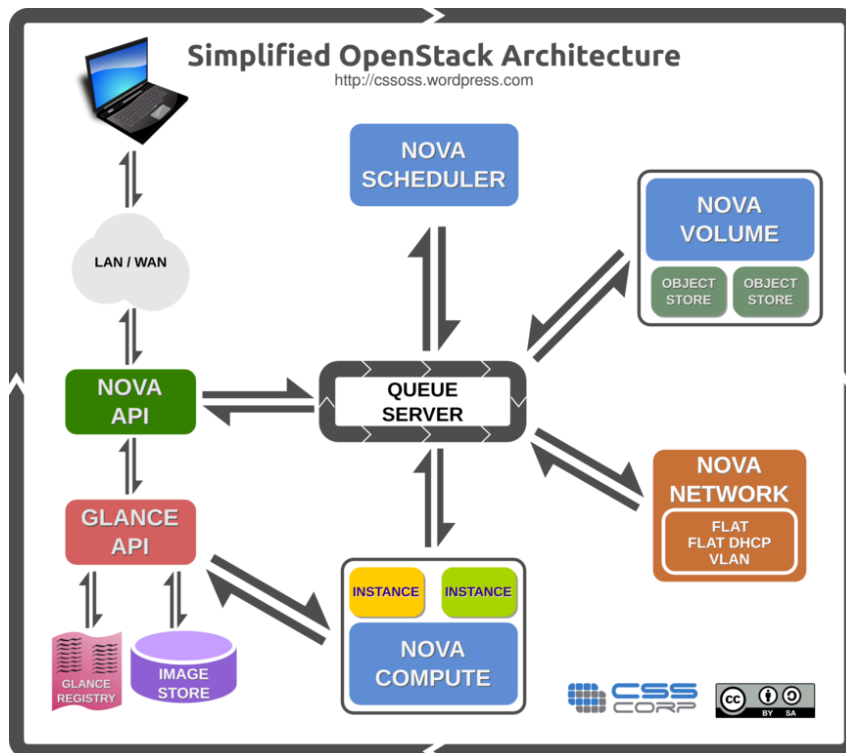 Simplified OpenStack Architecture
http://cssoss.wordpress.com
NOVA
SCHEDULER
NOVA
VOLUME
OBJECT
STORE
OBJECT
STORE
LAN / WAN
NOVA
API
QUEUE
SERVER
NOVA
NETWORK
FLAT
FLAT DHCP
VLAN
GLANCE
API
INSTANCE
INSTANCE
NOVA
COMPUTE
GLANCE
REGISTRY
IMAGE
STORE
CSS
CORP
cc
BY SA